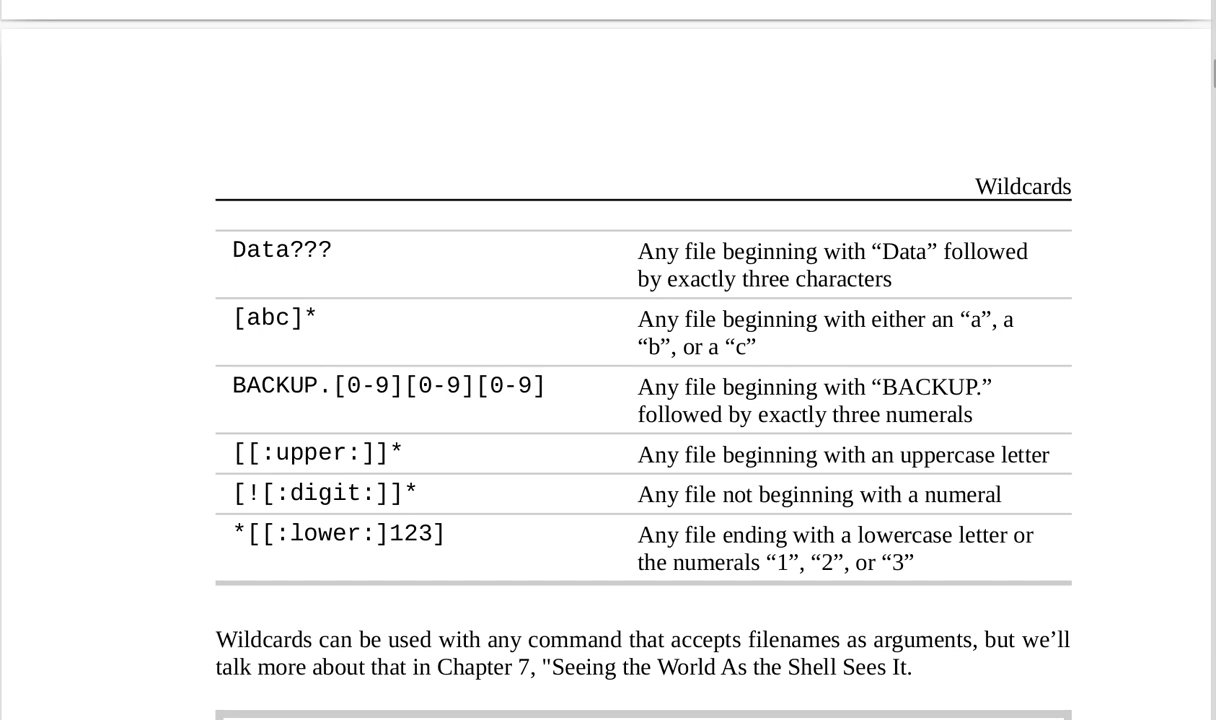 Wildcards
Data???
Any file beginning with “Data” followed
by exactly three characters
[abc]*
Any file beginning with either an “a”, a
“b”, or a “c”
BACKUP.[0-9][0-9][0-9]
Any file beginning with “BACKUP.”
followed by exactly three numerals
[[:upper:]]*
Any file beginning with an uppercase letter
[![:digit:]]*
Any file not beginning with a numeral
*[[:lower:]123]
Any file ending with a lowercase letter or
the numerals “1”, “2”, or “3”
Wildcards can be used with any command that accepts filenames as arguments, but we’ll
talk more about that in Chapter 7, "Seeing the World As the Shell Sees It.